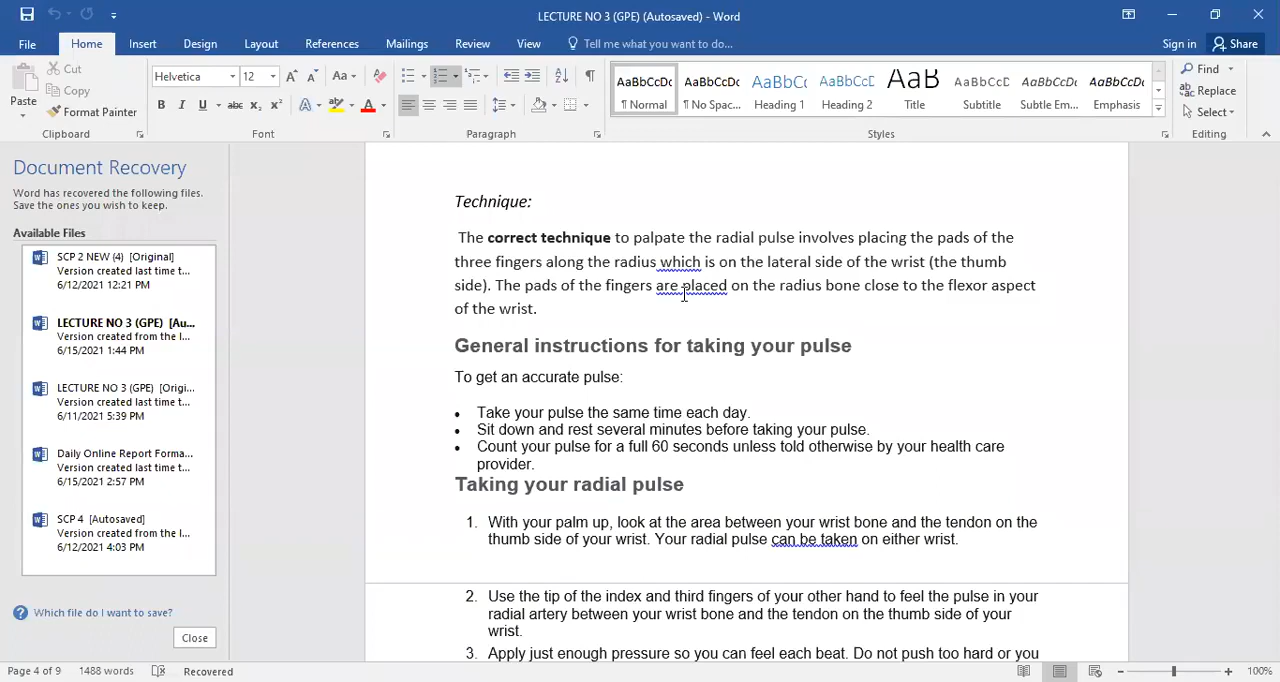 LECTURE NO 3 (GPE) (Autosaved) - Word
File Home Insert Design Layout References Mailings Review View Tell me what you want to do... Sign in Share
Paste
Cut
Copy
Format Painter
Clipboard
Helvetica 12
Font
Paragraph
AaBbCcDc AaBbCcDc AaBbCc AaBbCcD AaB AaBbCcD AaBbCcDc AaBbCcDc
¶ Normal ¶ No Spac... Heading 1 Heading 2 Title Subtitle Subtle Em... Emphasis
Styles
Find
Replace
Select
Editing
Document Recovery
Word has recovered the following files.
Save the ones you wish to keep.
Available Files
SCP 2 NEW (4) [Original]
Version created last time t...
6/12/2021 12:21 PM
LECTURE NO 3 (GPE) [Au...
Version created from the l...
6/15/2021 1:44 PM
LECTURE NO 3 (GPE) [Origi...
Version created last time t...
6/11/2021 5:39 PM
Daily Online Report Forma...
Version created last time t...
6/15/2021 2:57 PM
SCP 4 [Autosaved]
Version created from the l...
6/12/2021 4:03 PM
Which file do I want to save?
Close
Technique:
The correct technique to palpate the radial pulse involves placing the pads of the
three fingers along the radius which is on the lateral side of the wrist (the thumb
side). The pads of the fingers are placed on the radius bone close to the flexor aspect
of the wrist.
General instructions for taking your pulse
To get an accurate pulse:
• Take your pulse the same time each day.
• Sit down and rest several minutes before taking your pulse.
• Count your pulse for a full 60 seconds unless told otherwise by your health care
provider.
Taking your radial pulse
1. With your palm up, look at the area between your wrist bone and the tendon on the
thumb side of your wrist. Your radial pulse can be taken on either wrist.
2. Use the tip of the index and third fingers of your other hand to feel the pulse in your
radial artery between your wrist bone and the tendon on the thumb side of your
wrist.
3. Apply just enough pressure so you can feel each beat. Do not push too hard or you
Page 4 of 9 1488 words Recovered 100%